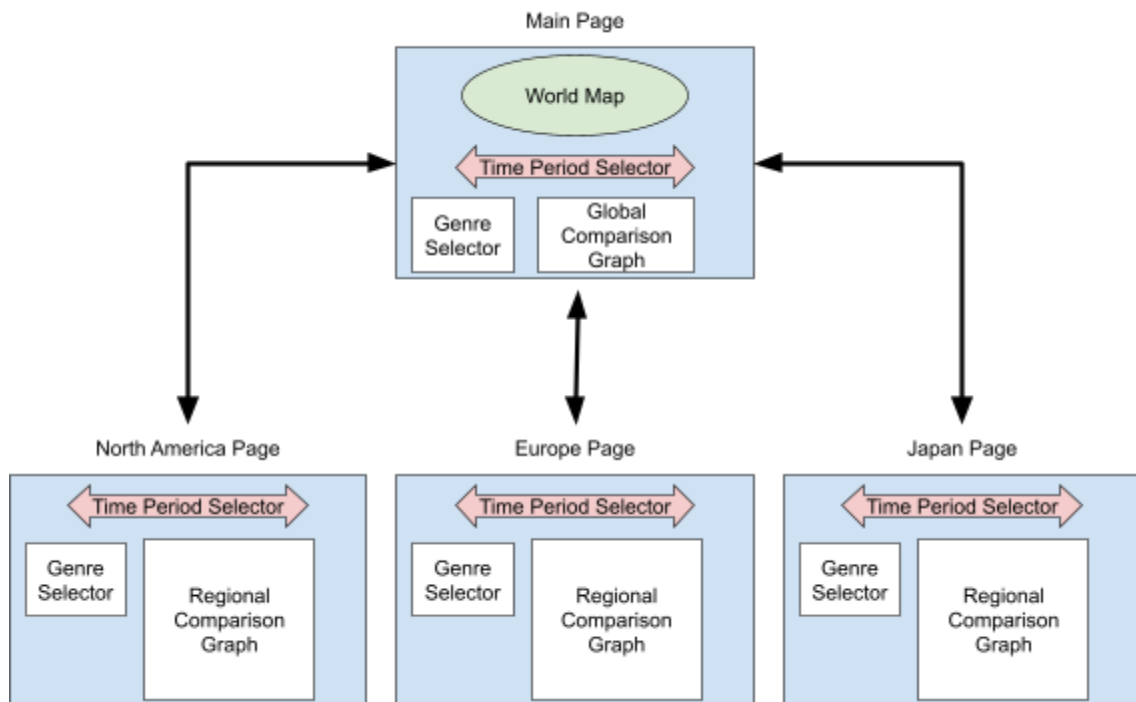 Main Page
World Map
Time Period Selector
Genre
Selector
Global
Comparison
Graph
North America Page
Time Period Selector
Genre
Selector
Regional
Comparison
Graph
Europe Page
Time Period Selector
Genre
Selector
Regional
Comparison
Graph
Japan Page
Time Period Selector
Genre
Selector
Regional
Comparison
Graph